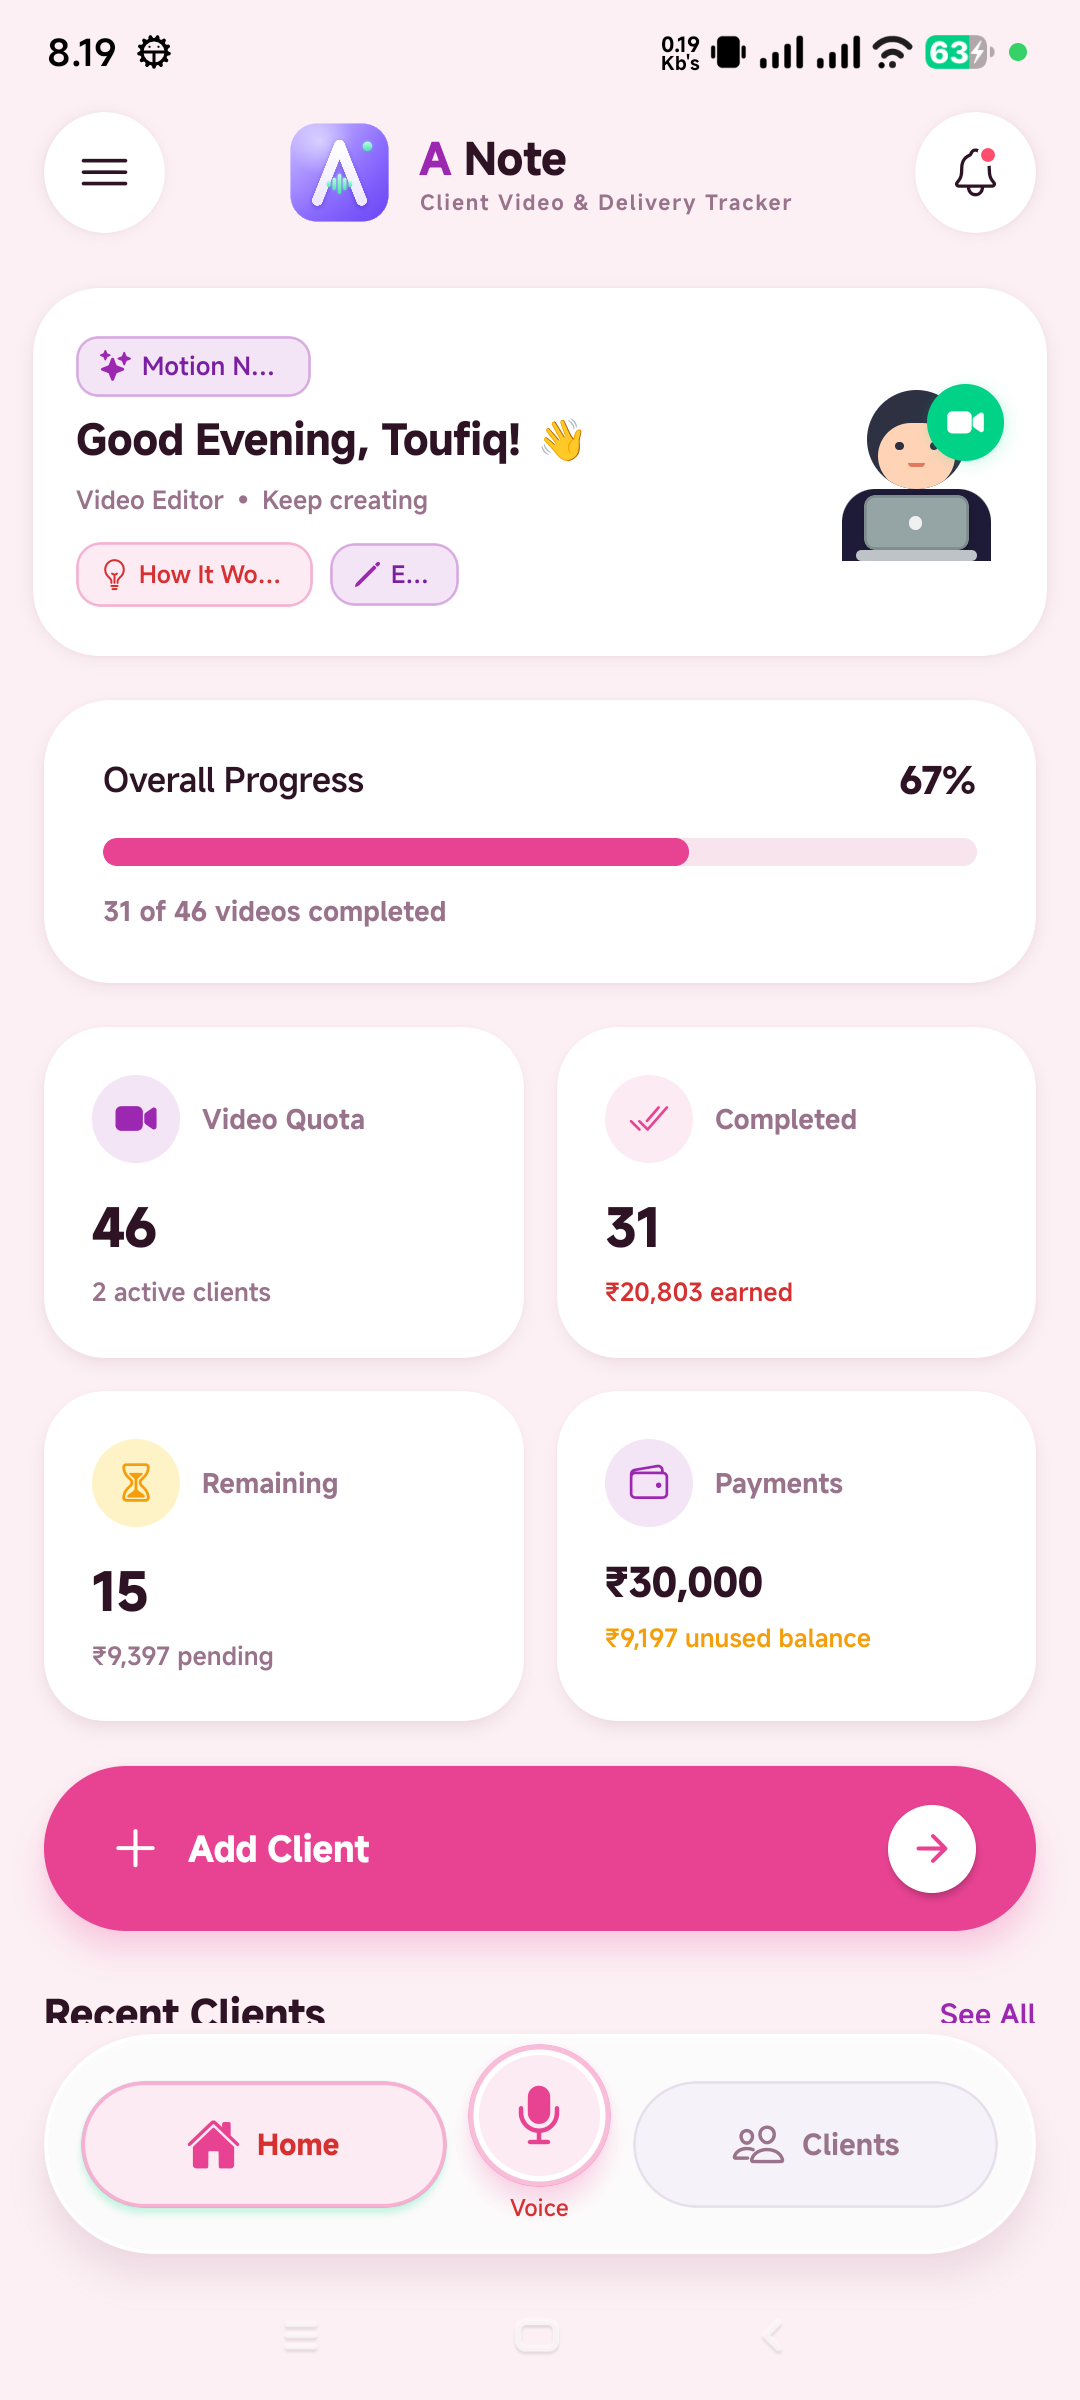 8.19
0.19
Kb's
63
A Note
Client Video & Delivery Tracker
Motion N...
Good Evening, Toufiq! 👋
Video Editor • Keep creating
How It Wo...
E...
Overall Progress
67%
31 of 46 videos completed
Video Quota
46
2 active clients
Completed
31
₹20,803 earned
Remaining
15
₹9,397 pending
Payments
₹30,000
₹9,197 unused balance
Add Client
Recent Clients
See All
Home
Voice
Clients